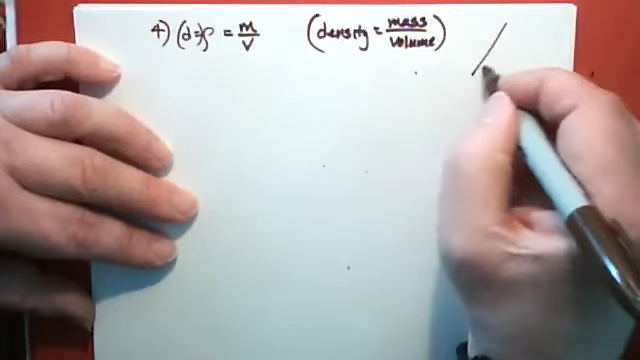 4) (d=)ρ = m/V (density = mass/volume)